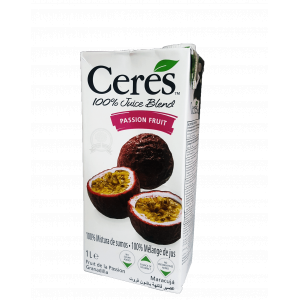 Ceres™
100% Juice Blend
PASSION FRUIT
100% Mistura de sumos • 100% Mélange de jus
1L℮
Fruit de la Passion
Granadilla
Maracujá